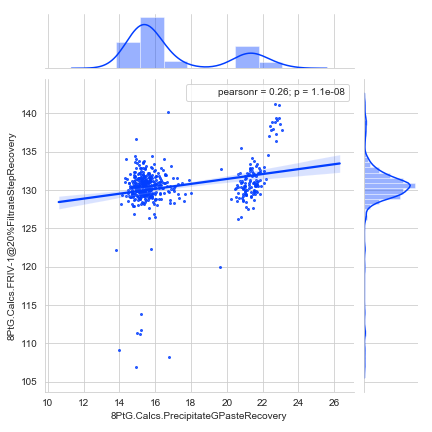 pearsonr = 0.26; p = 1.1e-08
8PtG.Calcs.FRIV-1@20%FiltrateStepRecovery
140
135
130
125
120
115
110
105
10 12 14 16 18 20 22 24 26
8PtG.Calcs.PrecipitateGPasteRecovery